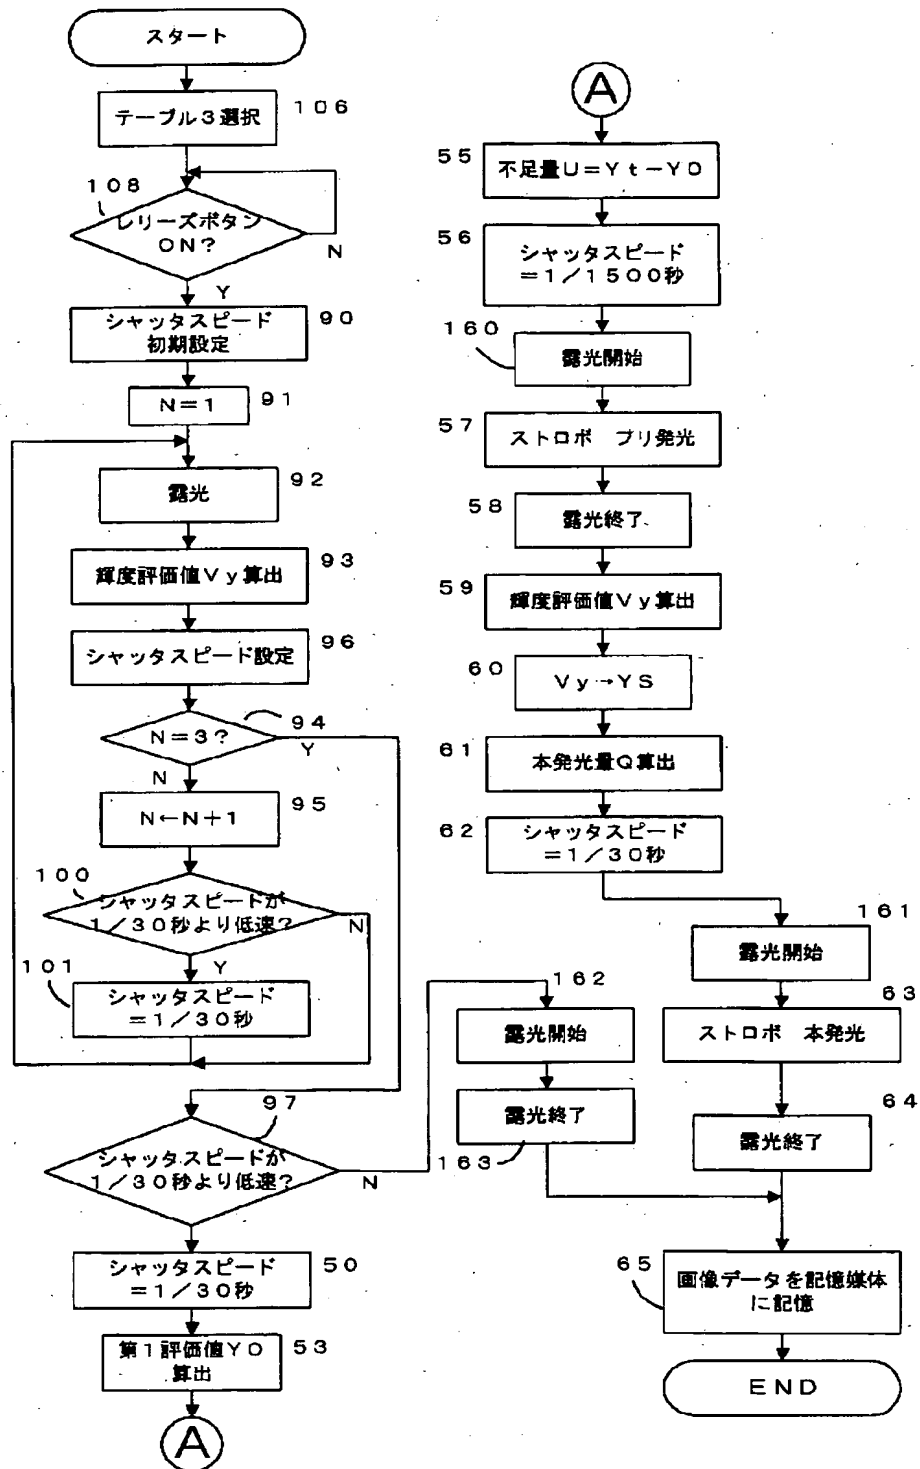 スタート
テーブル3選択
106
108
レリーズボタン
ON?
N
Y
シャッタスピード
初期設定
90
N=1
91
露光
92
輝度評価値Vy算出
93
シャッタスピード設定
96
N=3?
94
Y
N
N←N+1
95
100
シャッタスピードが
1/30秒より低速?
N
Y
101
シャッタスピード
=1/30秒
97
シャッタスピードが
1/30秒より低速?
N
シャッタスピード
=1/30秒
50
第1評価値Y0
算出
53
A
A
55
不足量U=Yt-Y0
56
シャッタスピード
=1/1500秒
160
露光開始
57
ストロボ プリ発光
58
露光終了
59
輝度評価値Vy算出
60
Vy→YS
61
本発光量Q算出
62
シャッタスピード
=1/30秒
161
露光開始
63
ストロボ 本発光
64
露光終了
162
露光開始
露光終了
163
65
画像データを記憶媒体
に記憶
END